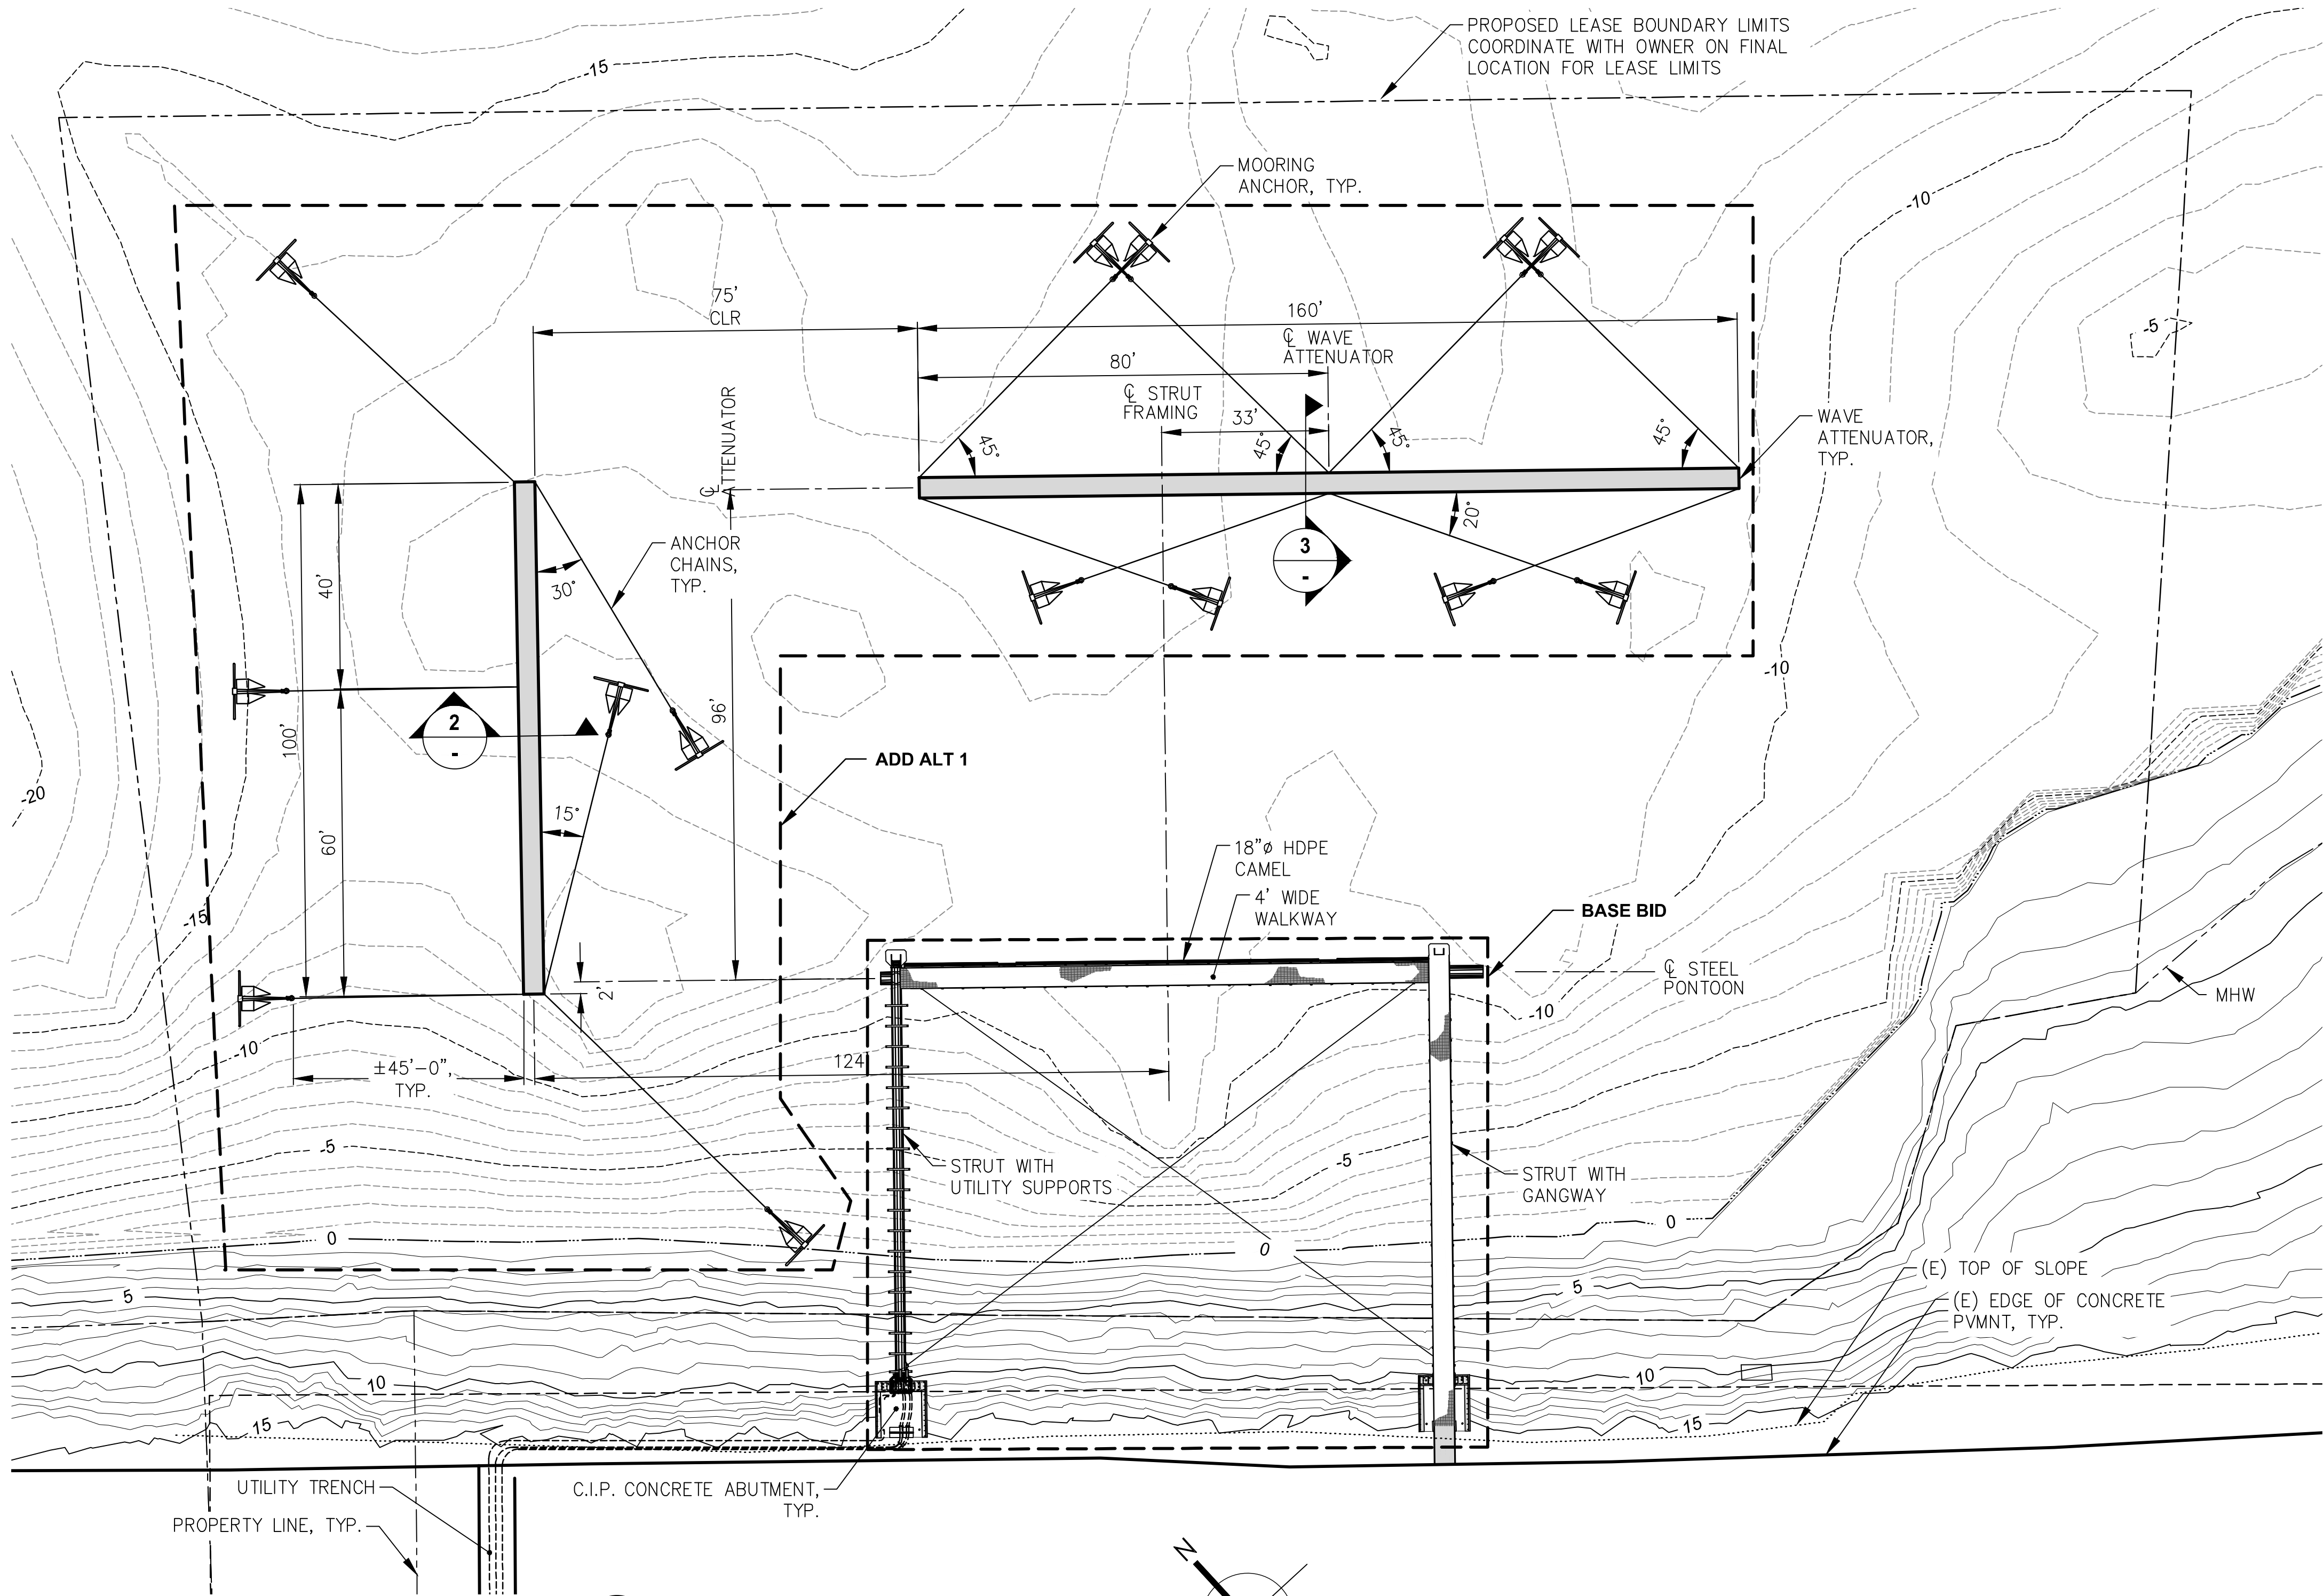 PROPOSED LEASE BOUNDARY LIMITS
COORDINATE WITH OWNER ON FINAL
LOCATION FOR LEASE LIMITS
-15
MOORING
ANCHOR, TYP.
-10
75'
CLR
160'
℄ WAVE
ATTENUATOR
80'
℄ STRUT
FRAMING
33'
-5
℄
ATTENUATOR
45°
45°
45°
45°
WAVE
ATTENUATOR,
TYP.
20°
3
-
ANCHOR
CHAINS,
TYP.
30°
40'
100'
60'
96'
2
-
-10
ADD ALT 1
-20
15°
18"ø HDPE
CAMEL
4' WIDE
WALKWAY
BASE BID
-15
℄ STEEL
PONTOON
MHW
2'
-10
-10
±45'-0",
TYP.
124'
-5
-5
STRUT WITH
UTILITY SUPPORTS
STRUT WITH
GANGWAY
0
0
0
(E) TOP OF SLOPE
(E) EDGE OF CONCRETE
PVMNT, TYP.
5
5
10
10
15
15
UTILITY TRENCH
C.I.P. CONCRETE ABUTMENT,
TYP.
PROPERTY LINE, TYP.
N